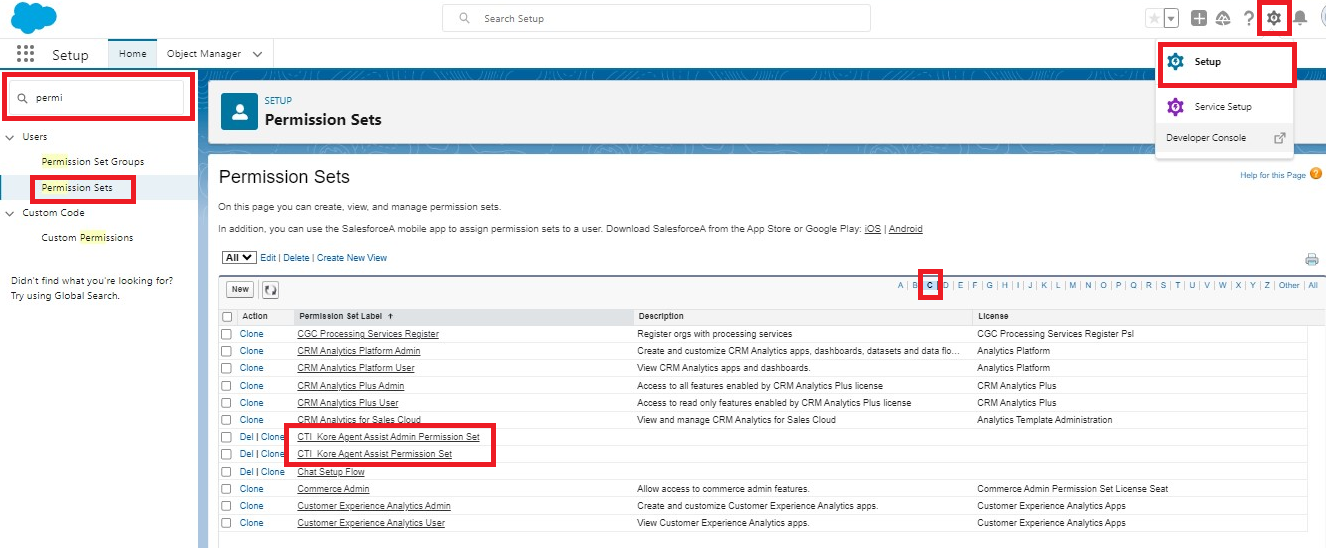 Search Setup
Setup
Home
Object Manager
permi
Users
Permission Set Groups
Permission Sets
Custom Code
Custom Permissions
Didn't find what you're looking for?
Try using Global Search.
SETUP
Permission Sets
Setup
Service Setup
Developer Console
Permission Sets
Help for this Page
On this page you can create, view, and manage permission sets.
In addition, you can use the SalesforceA mobile app to assign permission sets to a user. Download SalesforceA from the App Store or Google Play: iOS | Android
All Edit | Delete | Create New View
New
A | B | C | D | E | F | G | H | I | J | K | L | M | N | O | P | Q | R | S | T | U | V | W | X | Y | Z | Other | All
Action Permission Set Label ↑ Description License
Clone CGC Processing Services Register Register orgs with processing services CGC Processing Services Register Psl
Clone CRM Analytics Platform Admin Create and customize CRM Analytics apps, dashboards, datasets and data flo... Analytics Platform
Clone CRM Analytics Platform User View CRM Analytics apps and dashboards. Analytics Platform
Clone CRM Analytics Plus Admin Access to all features enabled by CRM Analytics Plus license CRM Analytics Plus
Clone CRM Analytics Plus User Access to read only features enabled by CRM Analytics Plus license CRM Analytics Plus
Clone CRM Analytics for Sales Cloud View and manage CRM Analytics for Sales Cloud Analytics Template Administration
Del | Clone CTI Kore Agent Assist Admin Permission Set
Del | Clone CTI Kore Agent Assist Permission Set
Del | Clone Chat Setup Flow
Clone Commerce Admin Allow access to commerce admin features. Commerce Admin Permission Set License Seat
Clone Customer Experience Analytics Admin Create and customize Customer Experience Analytics apps. Customer Experience Analytics Apps
Clone Customer Experience Analytics User View Customer Experience Analytics apps. Customer Experience Analytics Apps